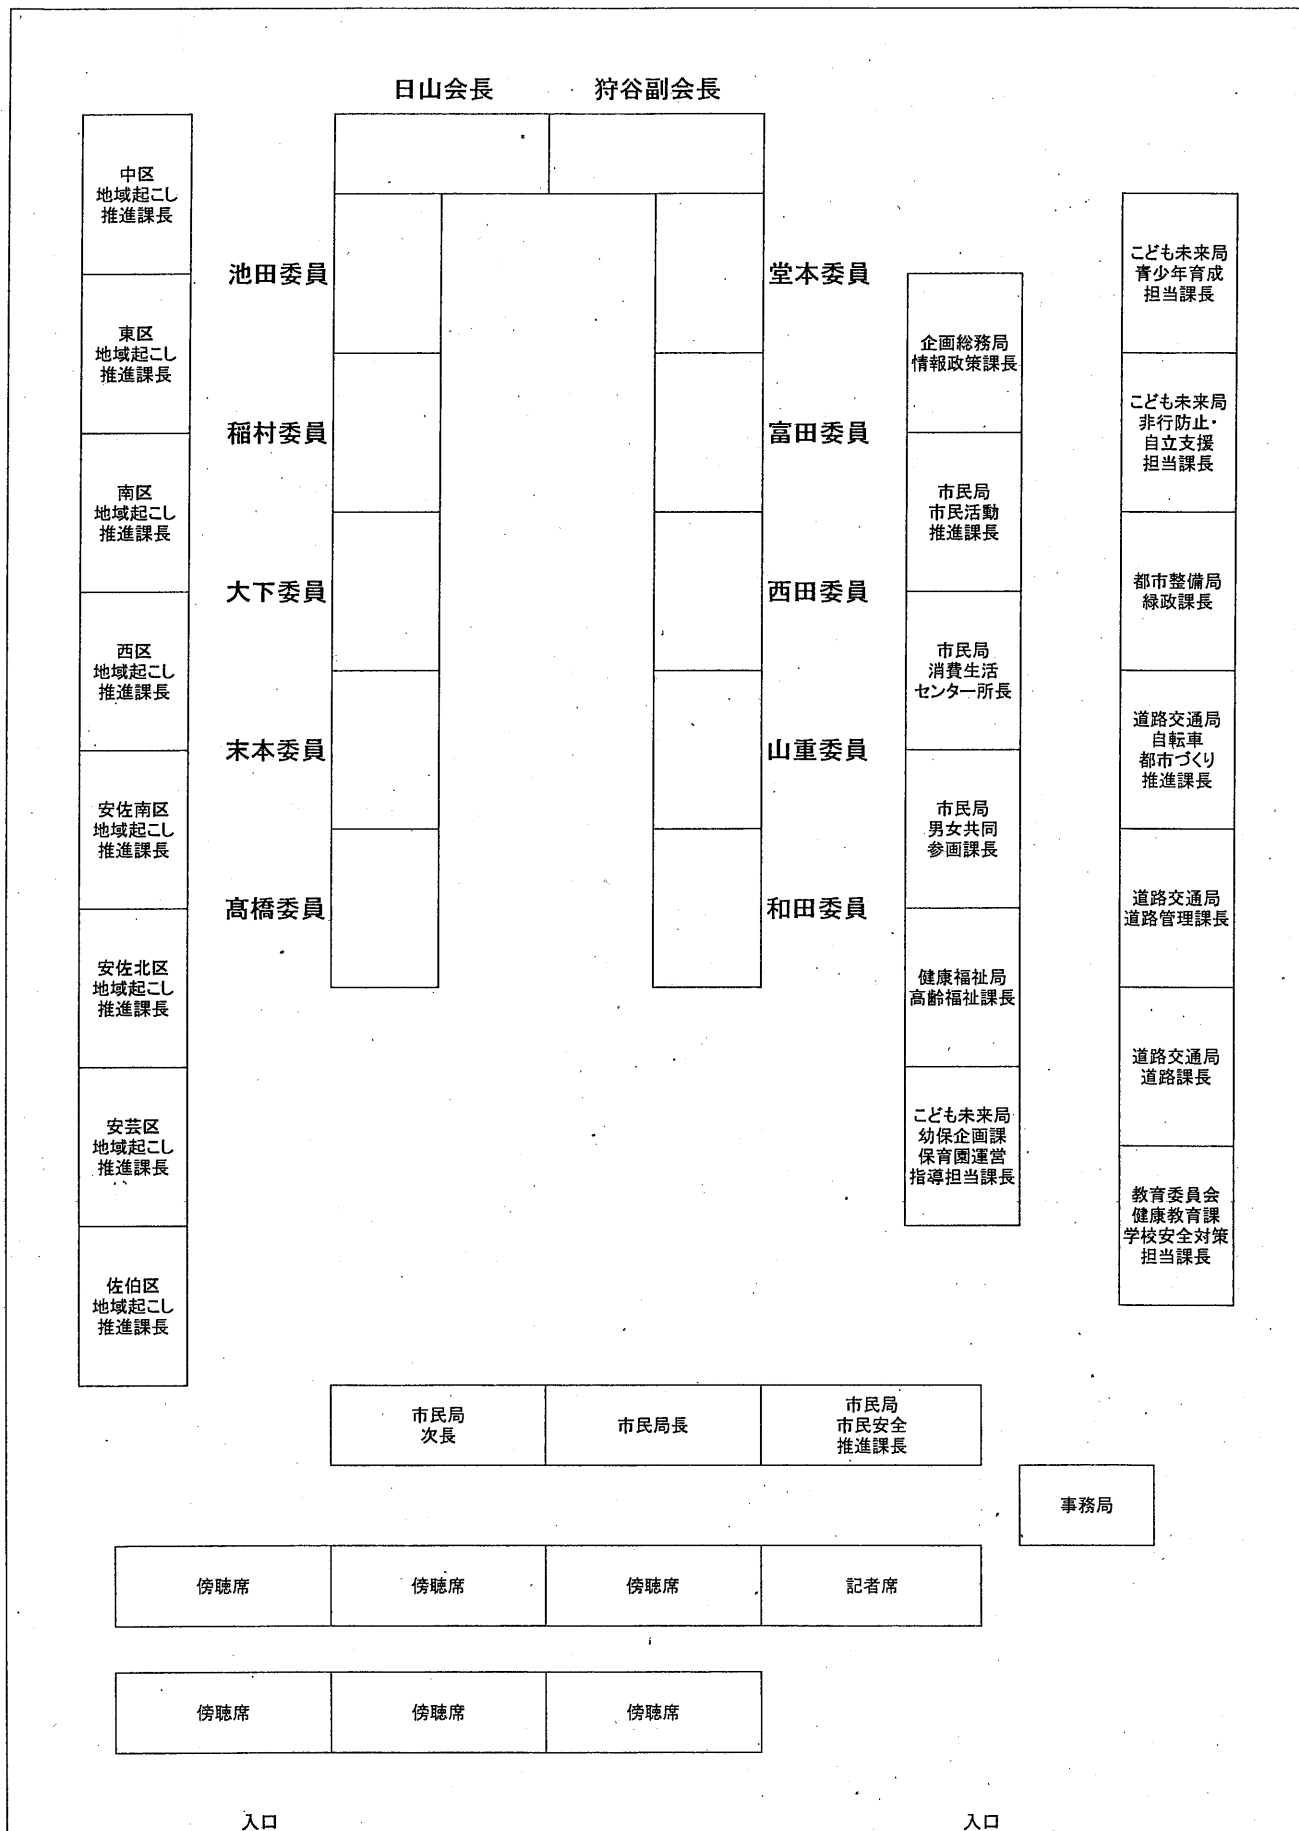 日山会長
狩谷副会長
中区
地域起こし
推進課長
東区
地域起こし
推進課長
南区
地域起こし
推進課長
西区
地域起こし
推進課長
安佐南区
地域起こし
推進課長
安佐北区
地域起こし
推進課長
安芸区
地域起こし
推進課長
佐伯区
地域起こし
推進課長
池田委員
稲村委員
大下委員
末本委員
髙橋委員
堂本委員
富田委員
西田委員
山重委員
和田委員
企画総務局
情報政策課長
市民局
市民活動
推進課長
市民局
消費生活
センター所長
市民局
男女共同
参画課長
健康福祉局
高齢福祉課長
こども未来局
幼保企画課
保育園運営
指導担当課長
こども未来局
青少年育成
担当課長
こども未来局
非行防止・
自立支援
担当課長
都市整備局
緑政課長
道路交通局
自転車
都市づくり
推進課長
道路交通局
道路管理課長
道路交通局
道路課長
教育委員会
健康教育課
学校安全対策
担当課長
市民局
次長
市民局長
市民局
市民安全
推進課長
事務局
傍聴席
傍聴席
傍聴席
記者席
傍聴席
傍聴席
傍聴席
入口
入口